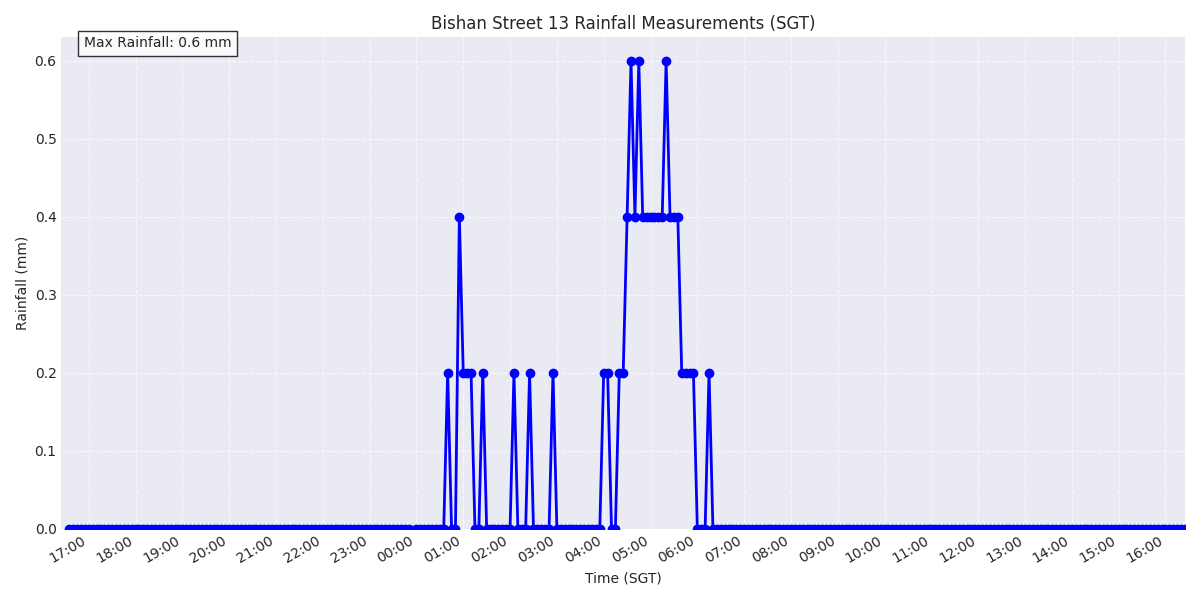 Bishan Street 13 Rainfall Measurements (SGT)
Max Rainfall: 0.6 mm
0.6
0.5
0.4
0.3
0.2
0.1
0.0
Rainfall (mm)
17:00 18:00 19:00 20:00 21:00 22:00 23:00 00:00 01:00 02:00 03:00 04:00 05:00 06:00 07:00 08:00 09:00 10:00 11:00 12:00 13:00 14:00 15:00 16:00
Time (SGT)